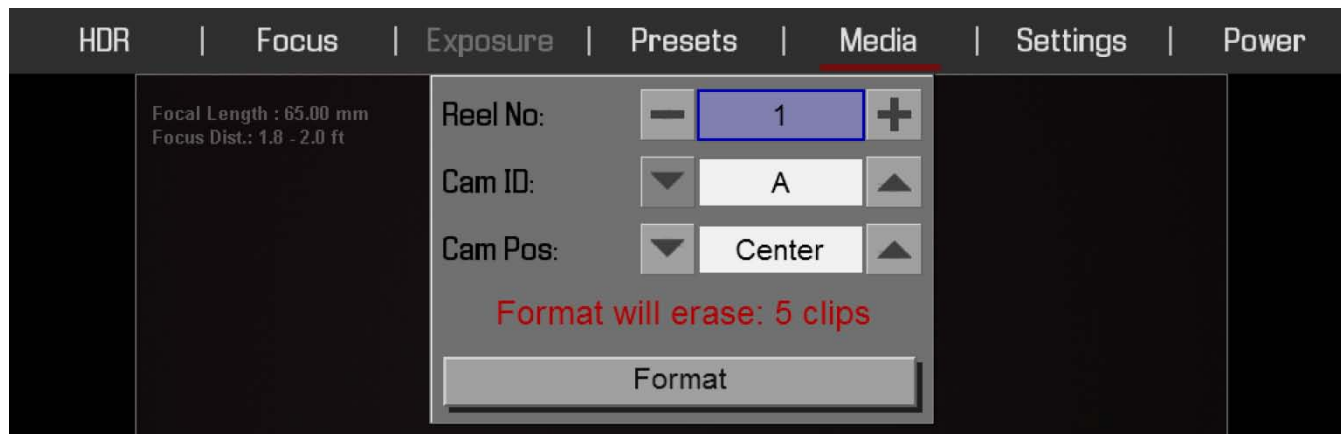 HDR | Focus | Exposure | Presets | Media | Settings | Power
Focal Length : 65.00 mm
Focus Dist.: 1.8 - 2.0 ft
Reel No: 1
Cam ID: A
Cam Pos: Center
Format will erase: 5 clips
Format